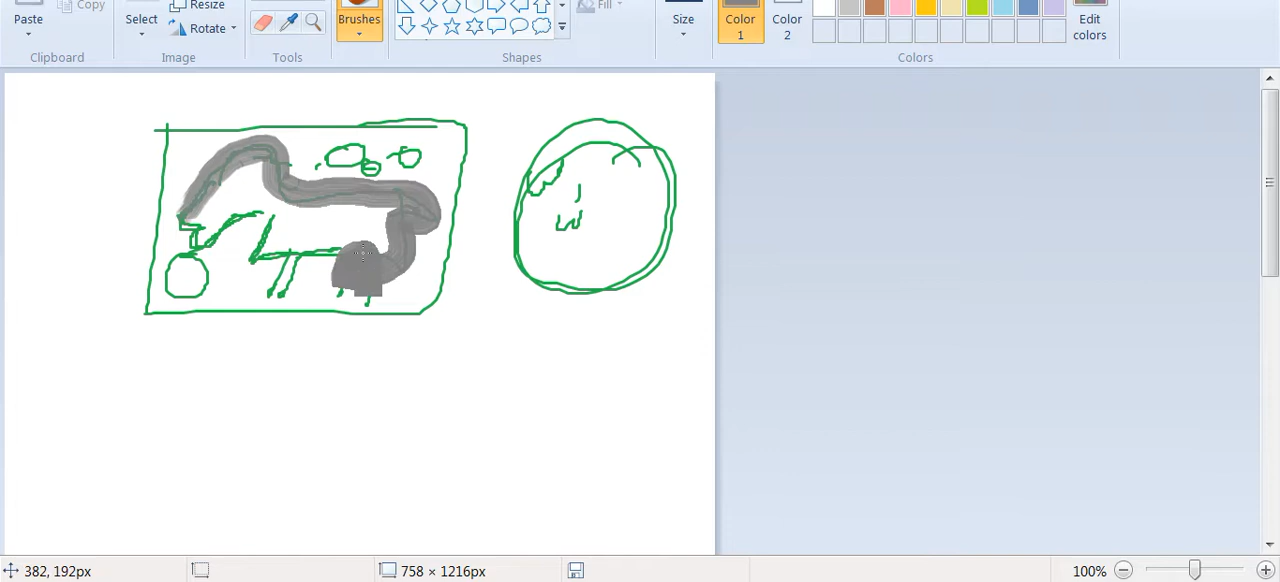 Paste
Copy
Select
Resize
Rotate
Brushes
Fill
Size
Color 1
Color 2
Edit colors
Clipboard
Image
Tools
Shapes
Colors
382, 192px
758 × 1216px
100%